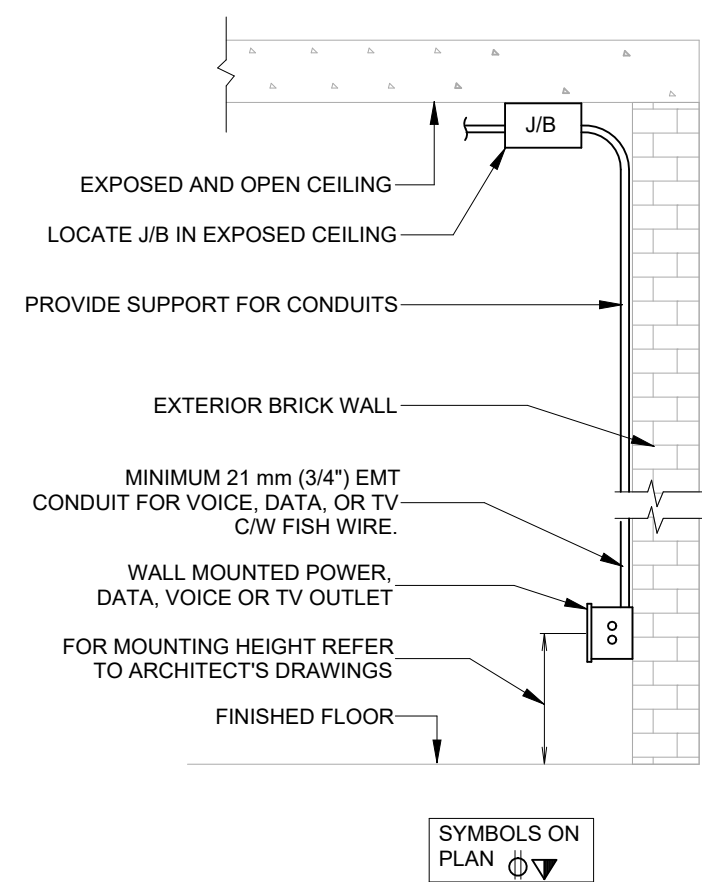 J/B
EXPOSED AND OPEN CEILING
LOCATE J/B IN EXPOSED CEILING
PROVIDE SUPPORT FOR CONDUITS
EXTERIOR BRICK WALL
MINIMUM 21 mm (3/4") EMT
CONDUIT FOR VOICE, DATA, OR TV
C/W FISH WIRE.
WALL MOUNTED POWER,
DATA, VOICE OR TV OUTLET
FOR MOUNTING HEIGHT REFER
TO ARCHITECT'S DRAWINGS
FINISHED FLOOR
SYMBOLS ON
PLAN